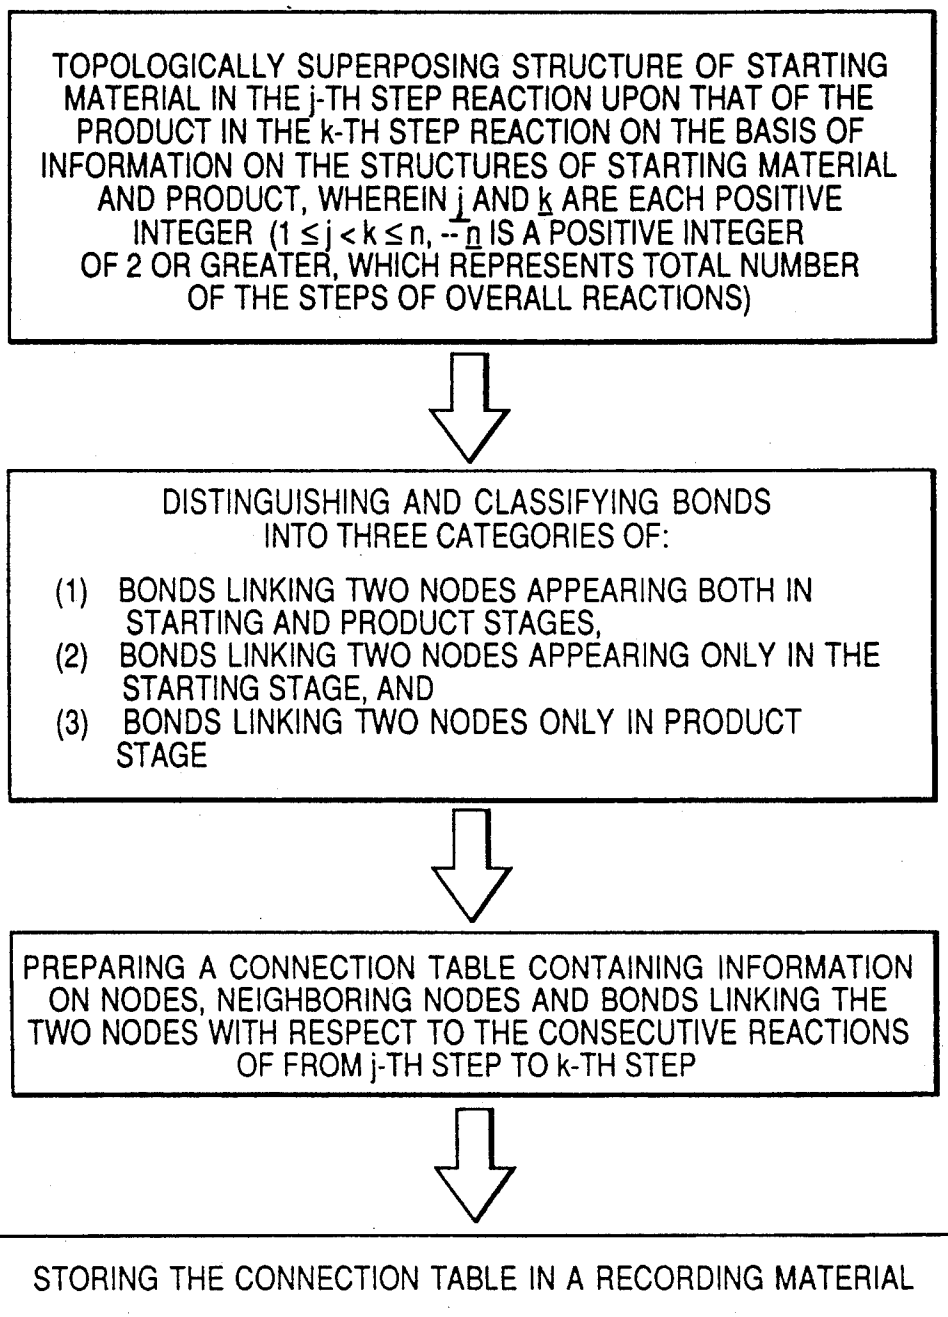 TOPOLOGICALLY SUPERPOSING STRUCTURE OF STARTING
MATERIAL IN THE j-TH STEP REACTION UPON THAT OF THE
PRODUCT IN THE k-TH STEP REACTION ON THE BASIS OF
INFORMATION ON THE STRUCTURES OF STARTING MATERIAL
AND PRODUCT, WHEREIN j AND k ARE EACH POSITIVE
INTEGER (1 ≤ j < k ≤ n, -- n IS A POSITIVE INTEGER
OF 2 OR GREATER, WHICH REPRESENTS TOTAL NUMBER
OF THE STEPS OF OVERALL REACTIONS)
DISTINGUISHING AND CLASSIFYING BONDS
INTO THREE CATEGORIES OF:
(1) BONDS LINKING TWO NODES APPEARING BOTH IN
STARTING AND PRODUCT STAGES,
(2) BONDS LINKING TWO NODES APPEARING ONLY IN THE
STARTING STAGE, AND
(3) BONDS LINKING TWO NODES ONLY IN PRODUCT
STAGE
PREPARING A CONNECTION TABLE CONTAINING INFORMATION
ON NODES, NEIGHBORING NODES AND BONDS LINKING THE
TWO NODES WITH RESPECT TO THE CONSECUTIVE REACTIONS
OF FROM j-TH STEP TO k-TH STEP
STORING THE CONNECTION TABLE IN A RECORDING MATERIAL